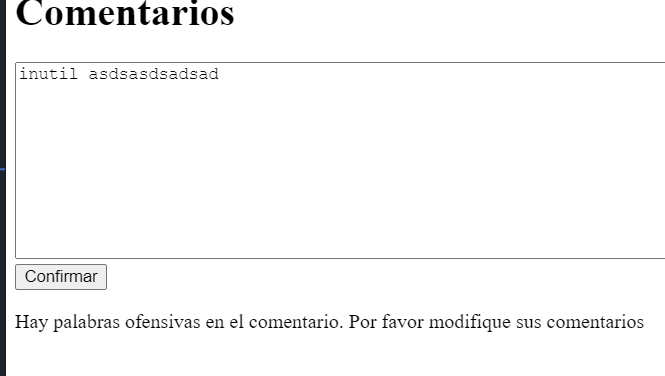 Comentarios
inutil asdsasdsadsad
Confirmar
Hay palabras ofensivas en el comentario. Por favor modifique sus comentarios